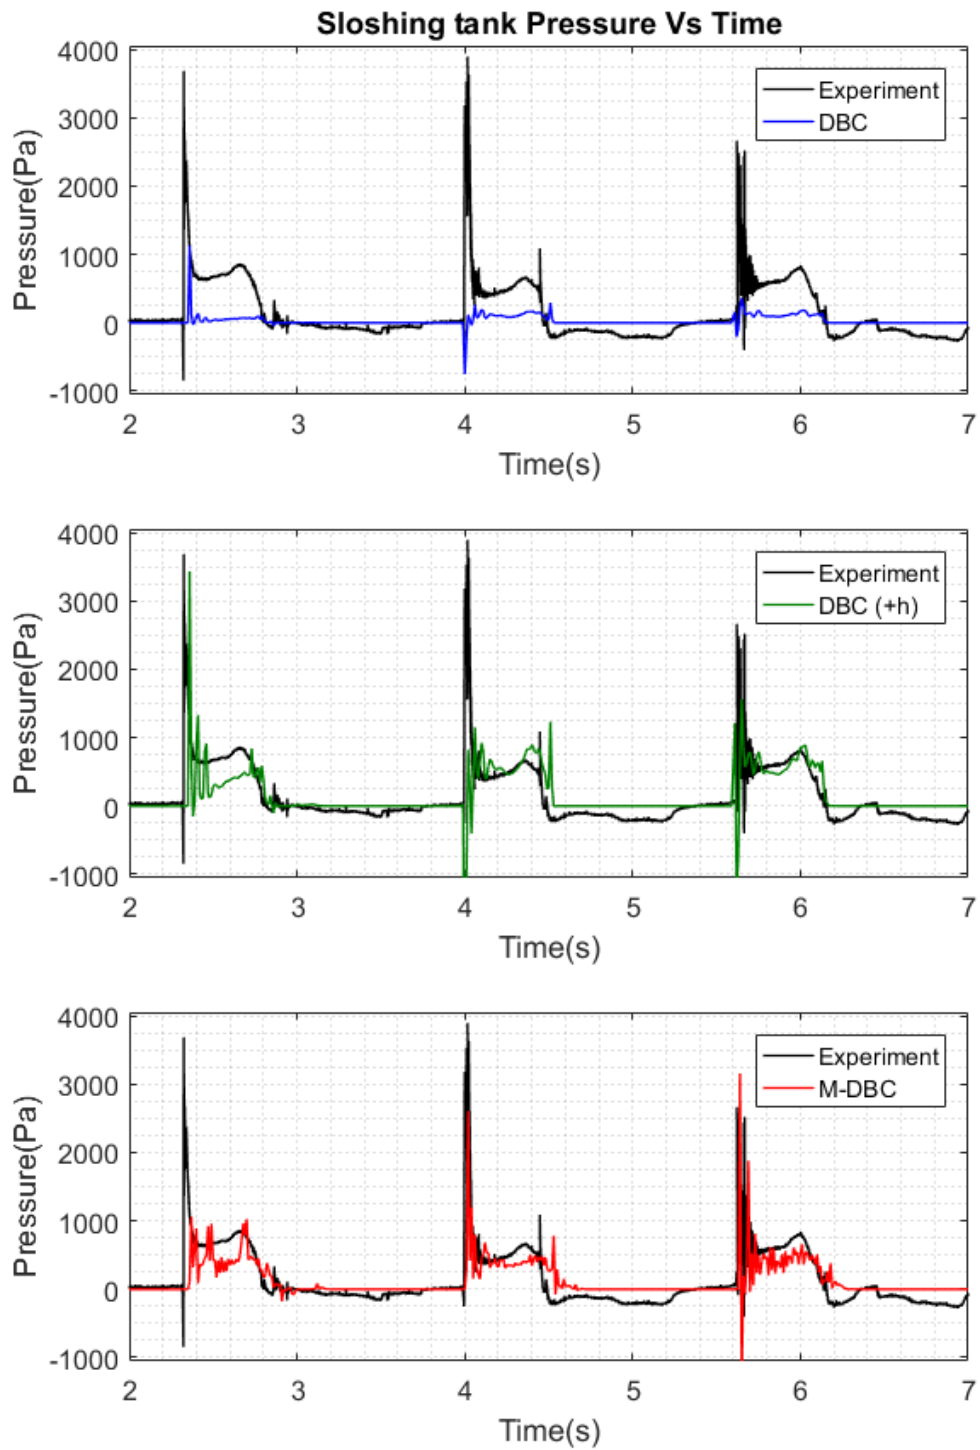 Sloshing tank Pressure Vs Time
4000
3000
2000
1000
0
-1000
Pressure(Pa)
Experiment
DBC
2 3 4 5 6 7
Time(s)
4000
3000
2000
1000
0
-1000
Pressure(Pa)
Experiment
DBC (+h)
2 3 4 5 6 7
Time(s)
4000
3000
2000
1000
0
-1000
Pressure(Pa)
Experiment
M-DBC
2 3 4 5 6 7
Time(s)